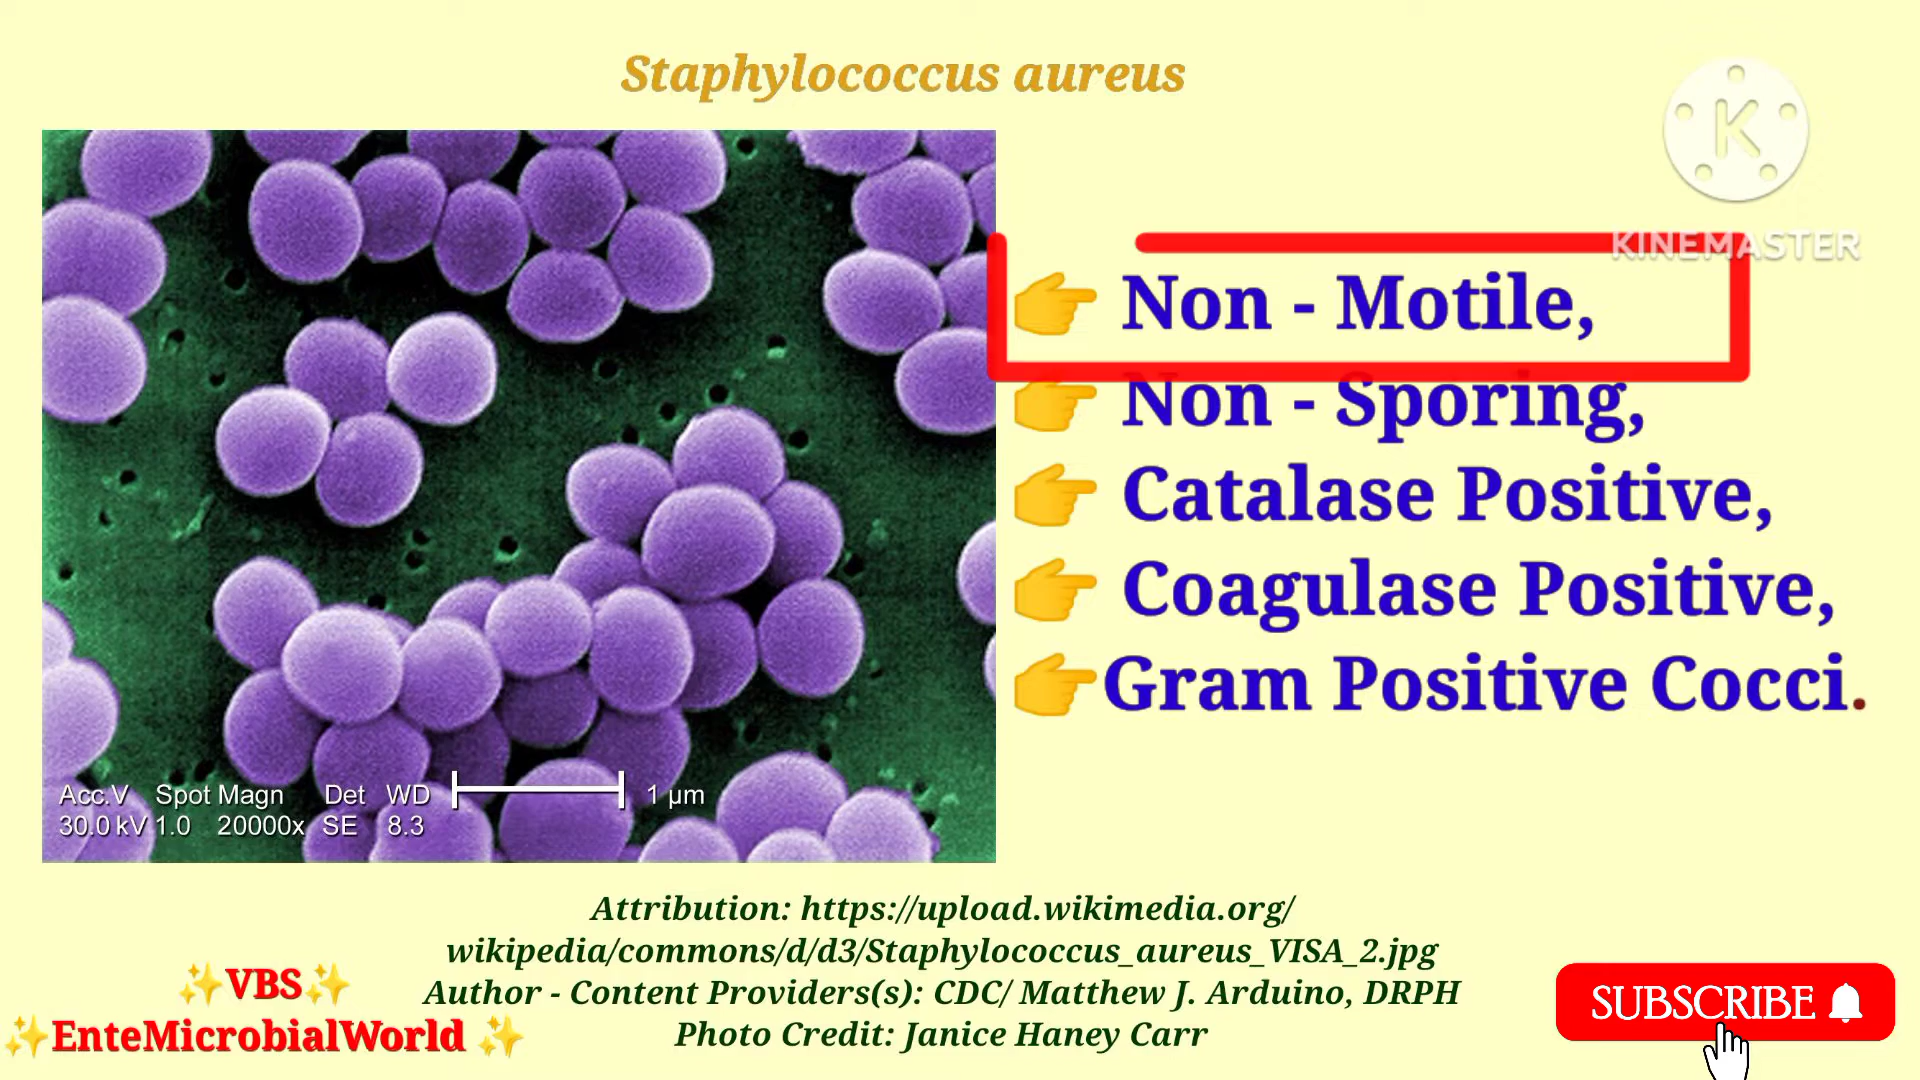 Staphylococcus aureus
K
KINEMASTER
👉 Non - Motile,
👉 Non - Sporing,
👉 Catalase Positive,
👉 Coagulase Positive,
👉Gram Positive Cocci.
Acc.V Spot Magn Det WD
30.0 kV 1.0 20000x SE 8.3
1 µm
Attribution: https://upload.wikimedia.org/
wikipedia/commons/d/d3/Staphylococcus_aureus_VISA_2.jpg
Author - Content Providers(s): CDC/ Matthew J. Arduino, DRPH
Photo Credit: Janice Haney Carr
✨VBS✨
✨EnteMicrobialWorld ✨
SUBSCRIBE